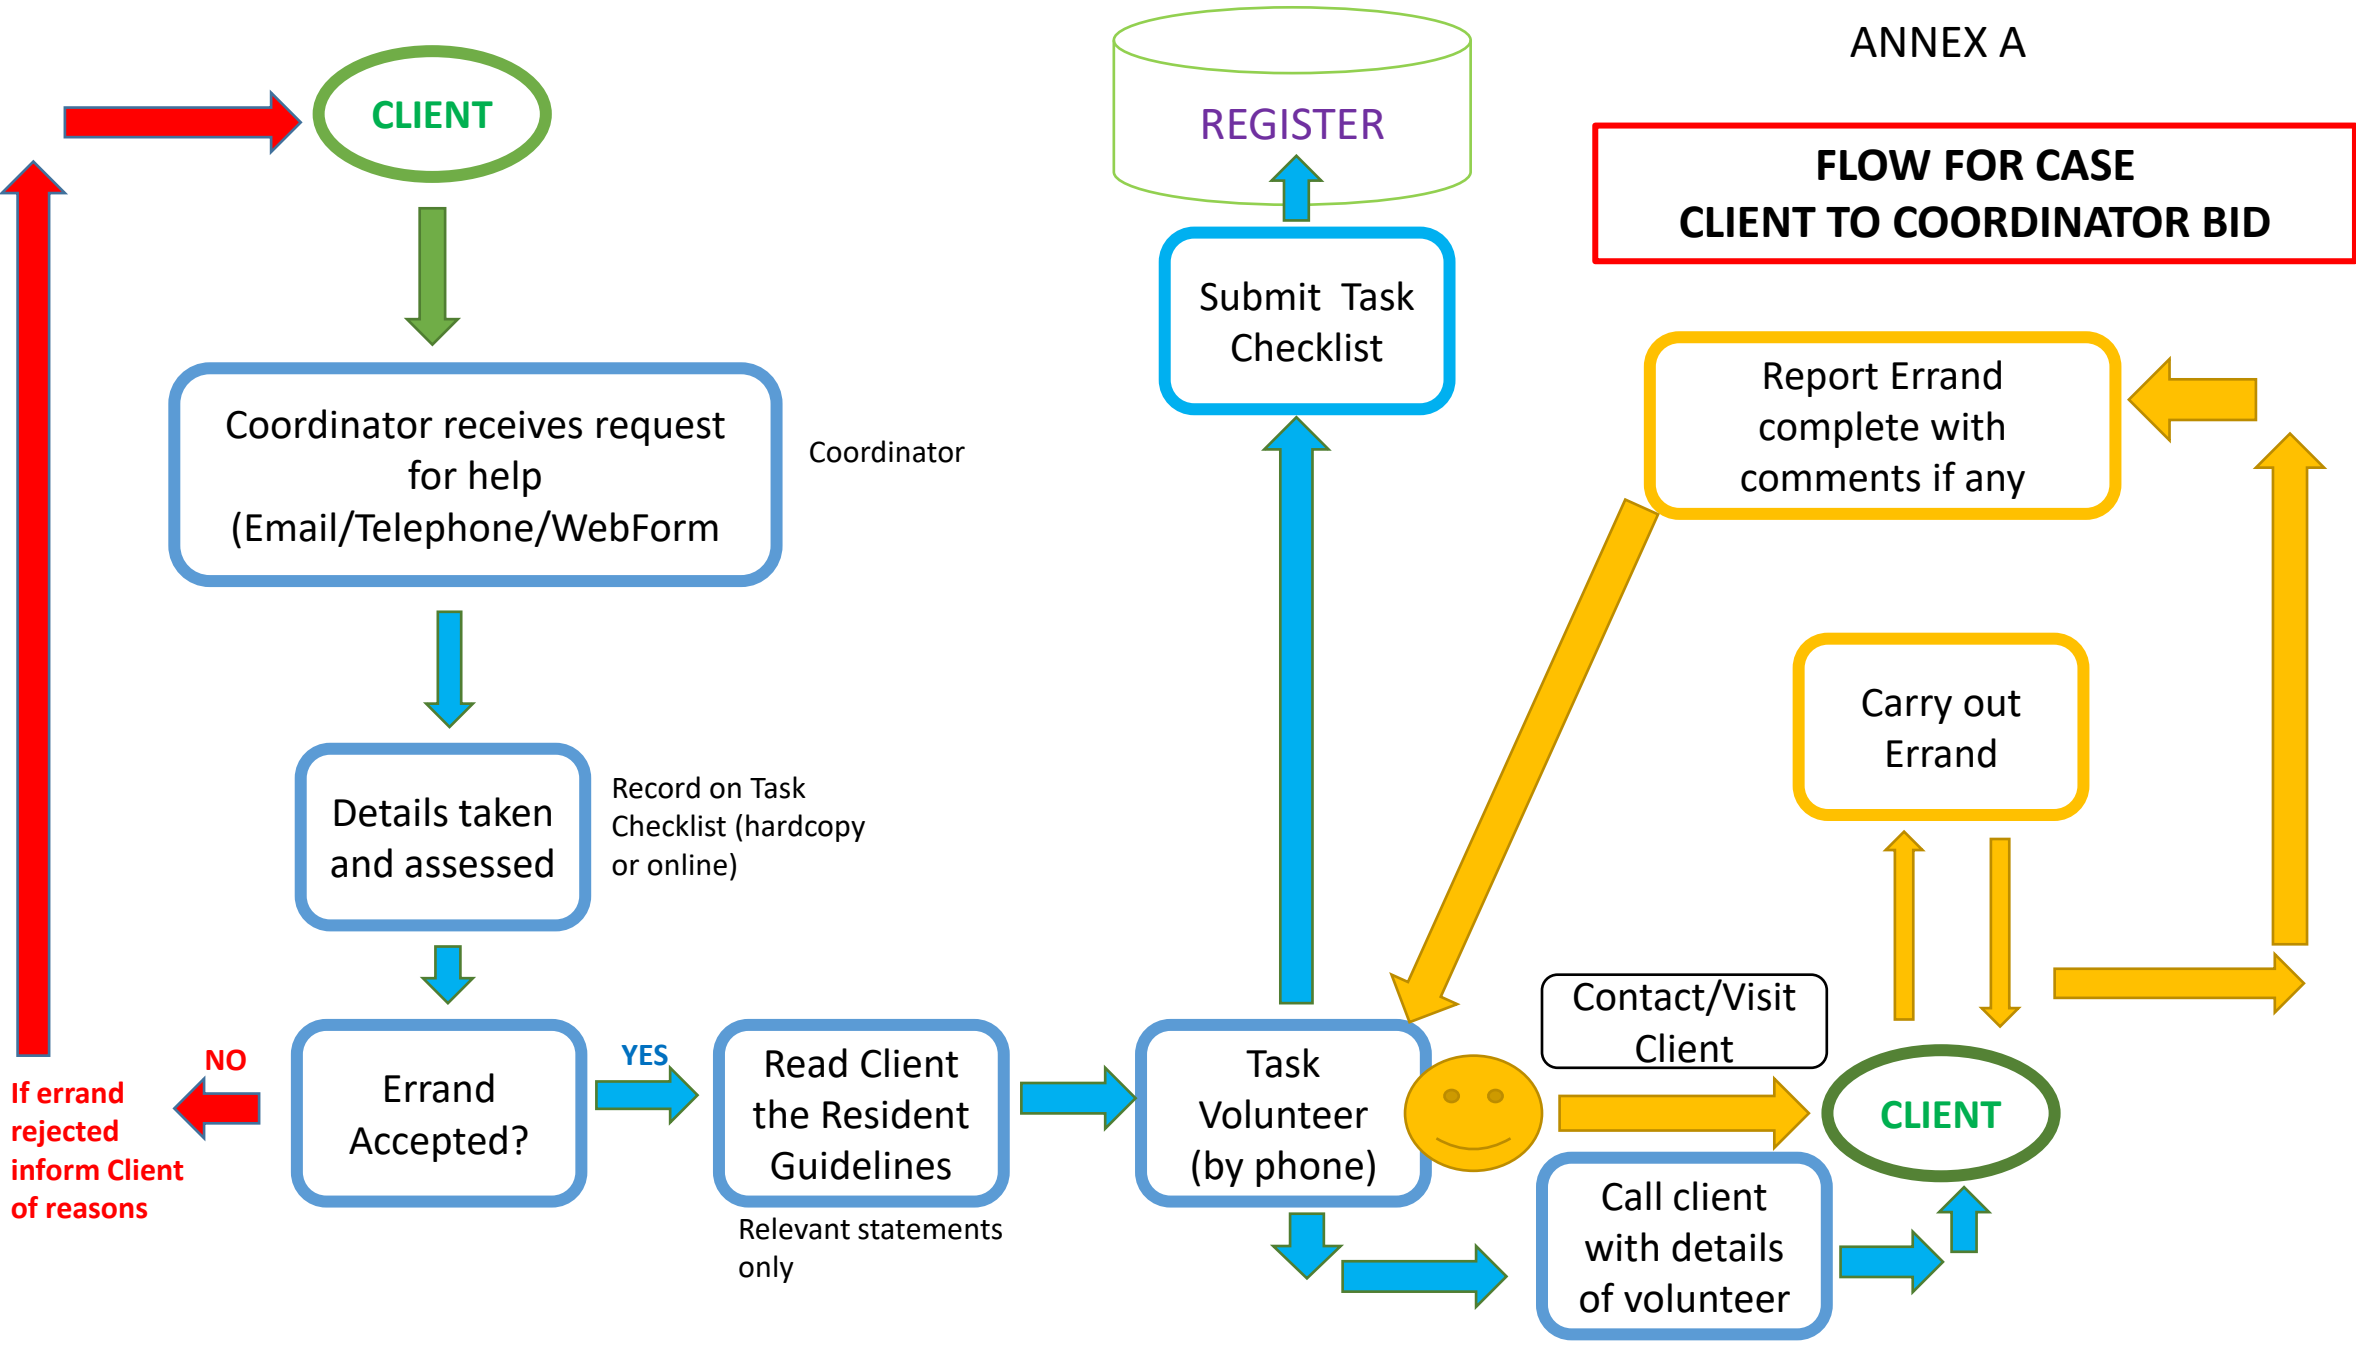 ANNEX A
FLOW FOR CASE
CLIENT TO COORDINATOR BID
CLIENT
REGISTER
Submit  Task
Checklist
Coordinator receives request
for help
(Email/Telephone/WebForm
Coordinator
Report Errand
complete with
comments if any
Details taken
and assessed
Record on Task
Checklist (hardcopy
or online)
Carry out
Errand
NO
If errand
rejected
inform Client
of reasons
Errand
Accepted?
YES
Read Client
the Resident
Guidelines
Relevant statements
only
Task
Volunteer
(by phone)
Contact/Visit
Client
CLIENT
Call client
with details
of volunteer